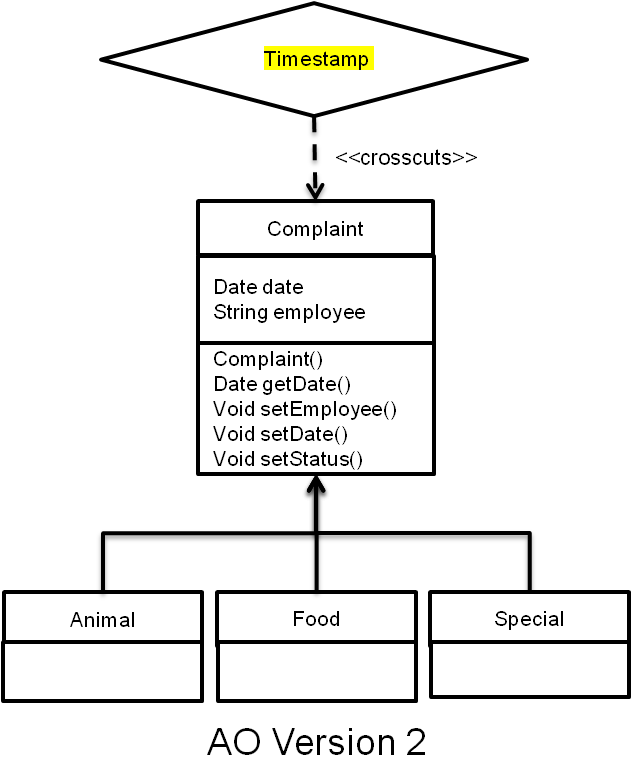 Timestamp
<<crosscuts>>
Complaint
Date date
String employee
Complaint()
Date getDate()
Void setEmployee()
Void setDate()
Void setStatus()
Animal
Food
Special
AO Version 2